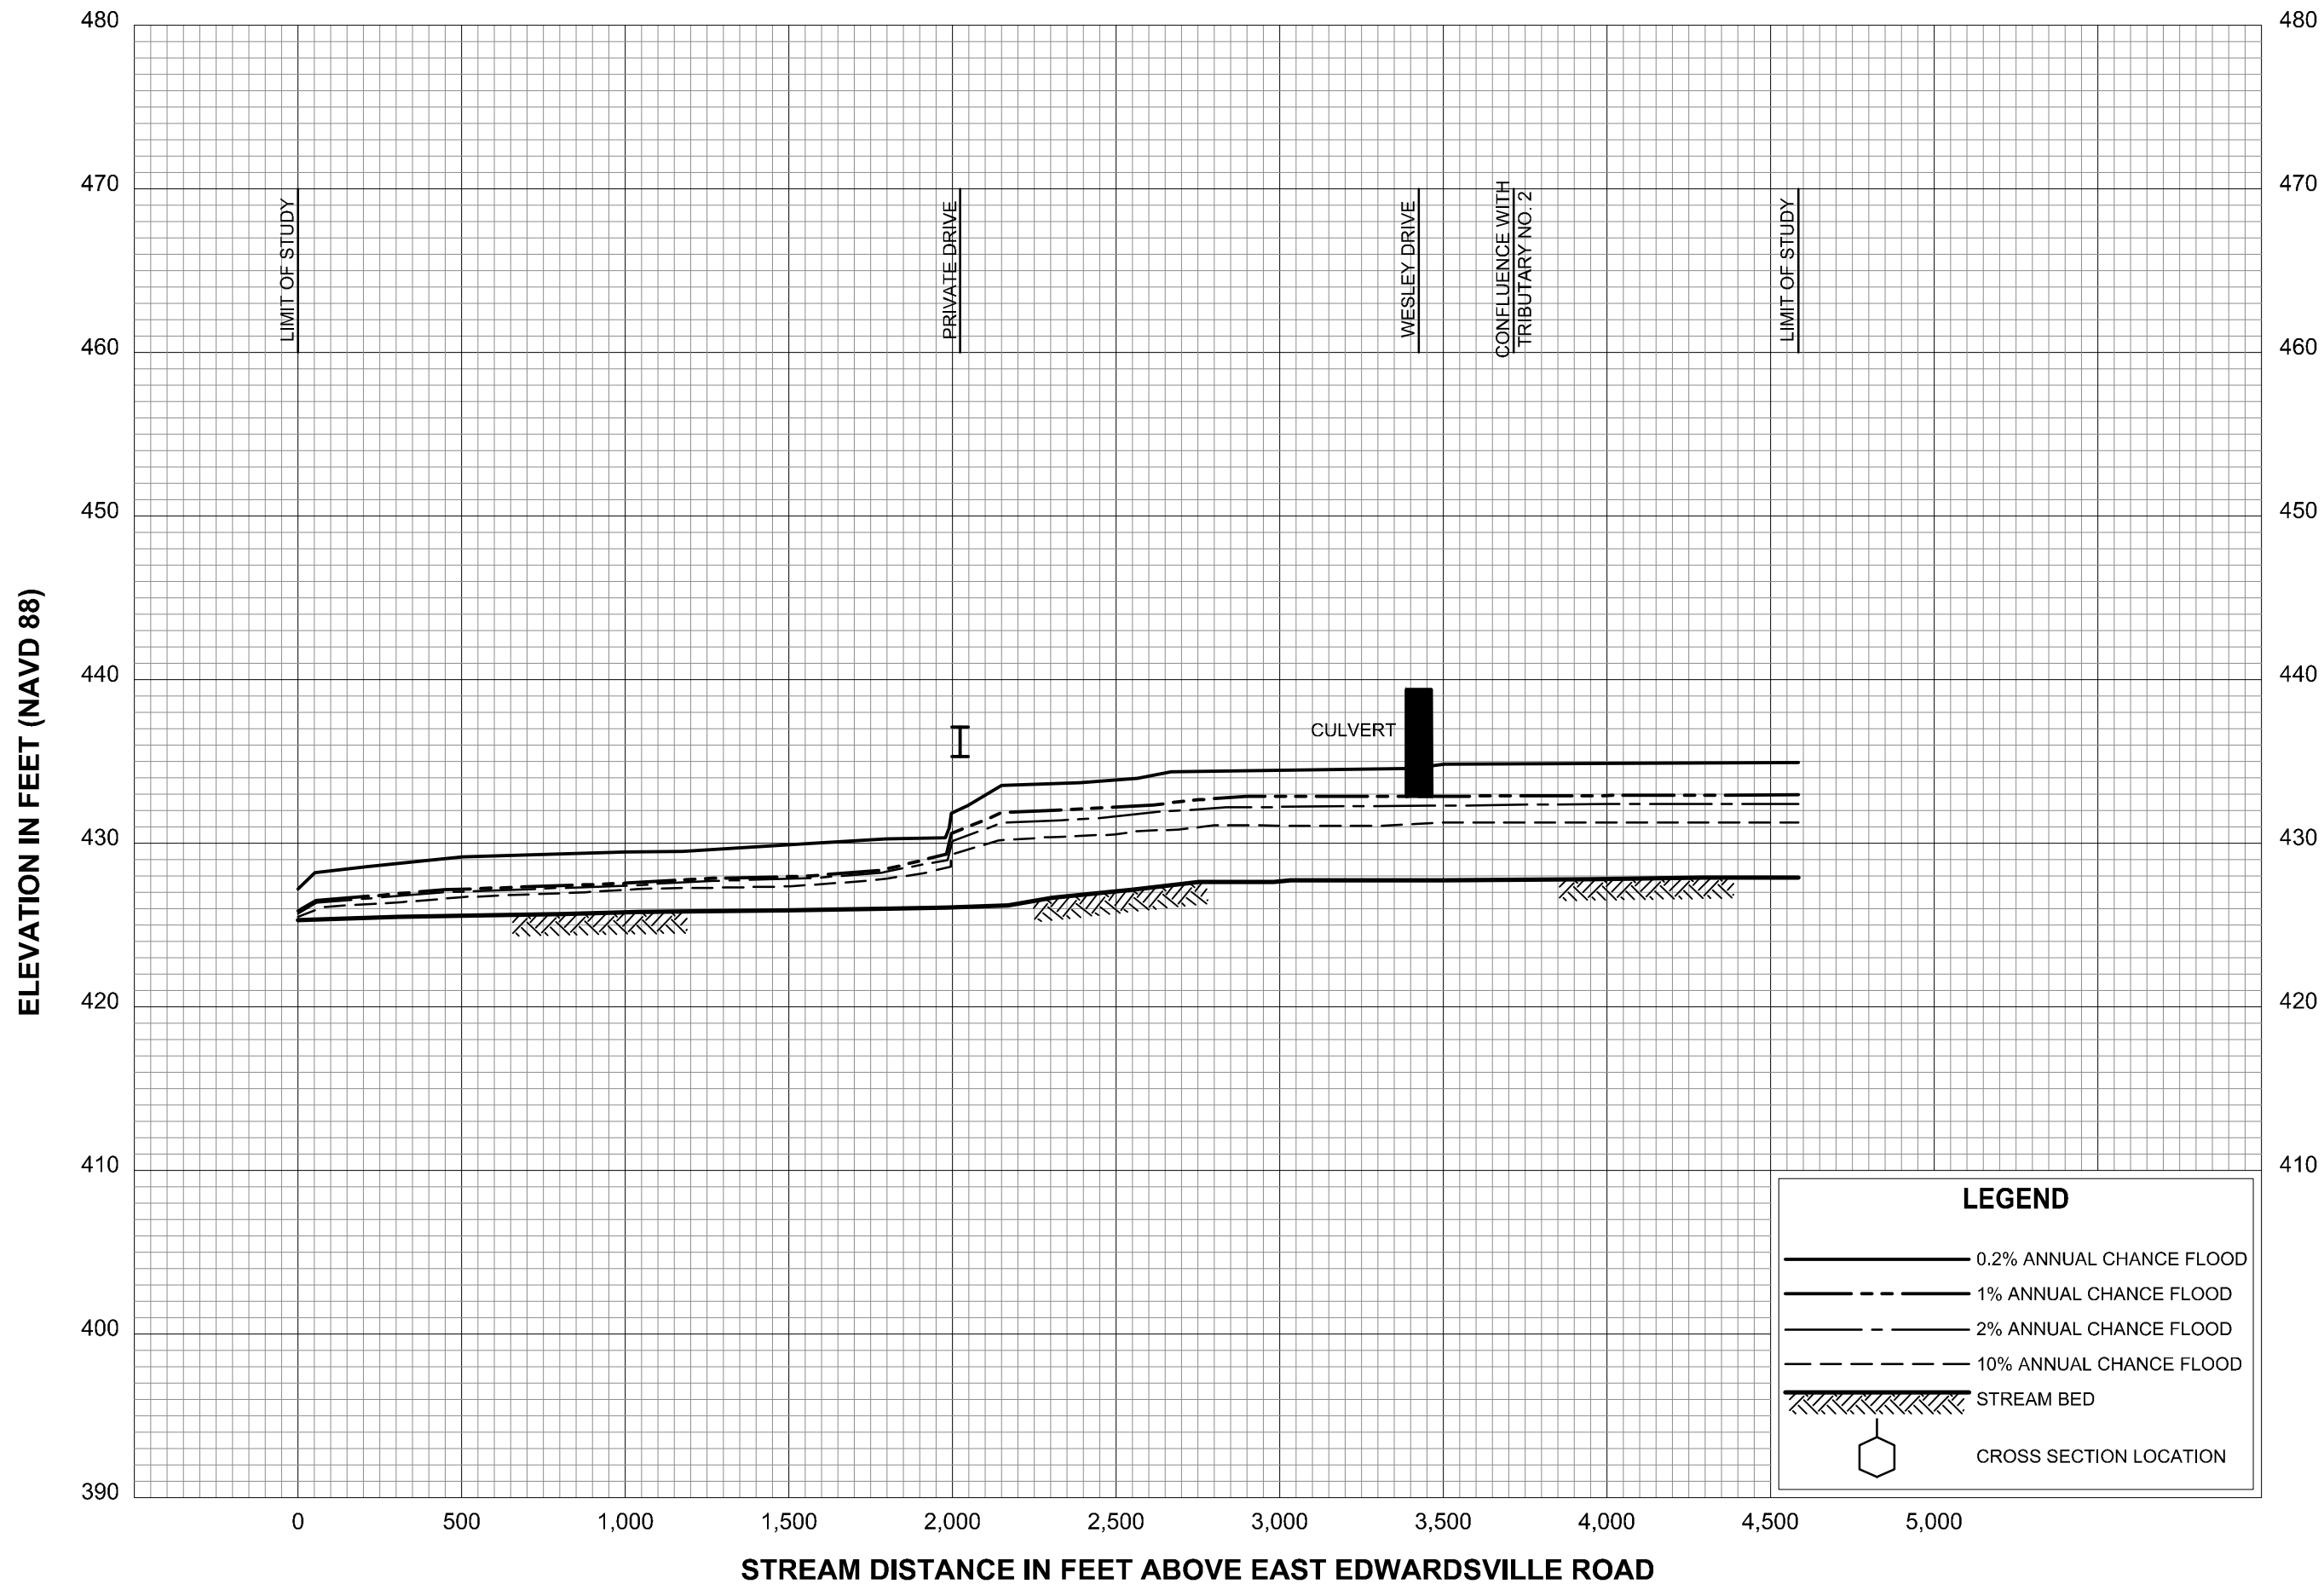 480
480
470
470
460
460
450
450
440
440
430
430
420
420
410
410
400
390
ELEVATION IN FEET (NAVD 88)
LIMIT OF STUDY
PRIVATE DRIVE
WESLEY DRIVE
CONFLUENCE WITH
TRIBUTARY NO. 2
LIMIT OF STUDY
CULVERT
LEGEND
0.2% ANNUAL CHANCE FLOOD
1% ANNUAL CHANCE FLOOD
2% ANNUAL CHANCE FLOOD
10% ANNUAL CHANCE FLOOD
STREAM BED
CROSS SECTION LOCATION
0 500 1,000 1,500 2,000 2,500 3,000 3,500 4,000 4,500 5,000
STREAM DISTANCE IN FEET ABOVE EAST EDWARDSVILLE ROAD